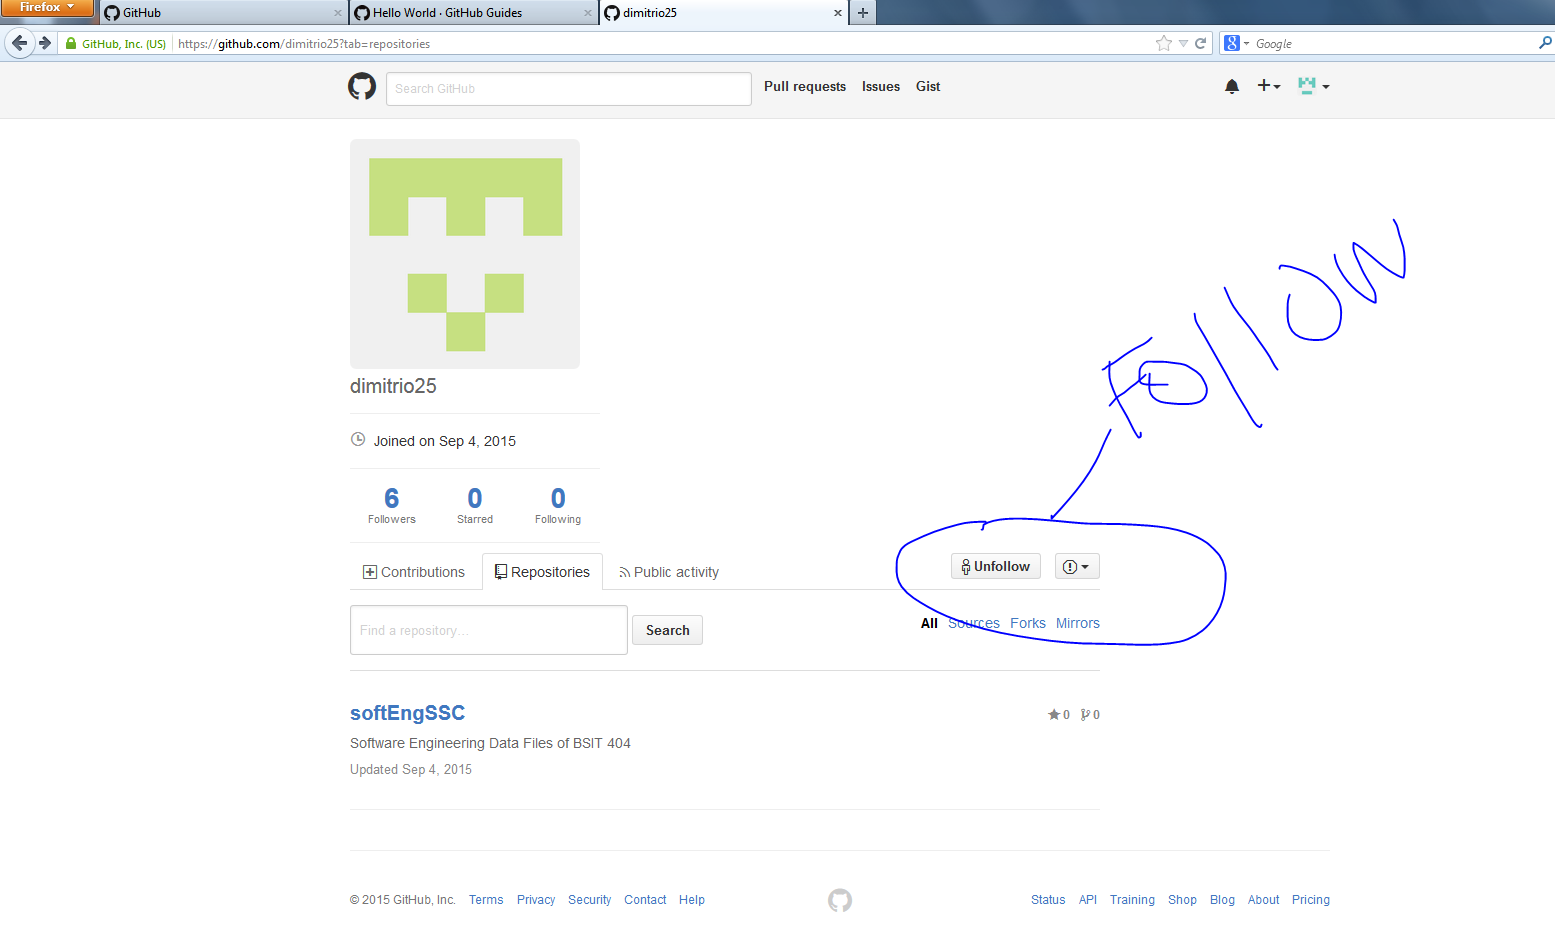 Firefox
GitHub
Hello World · GitHub Guides
dimitrio25
GitHub, Inc. (US)
https://github.com/dimitrio25?tab=repositories
Google
Search GitHub
Pull requests Issues Gist
dimitrio25
Joined on Sep 4, 2015
6 0 0
Followers Starred Following
FollOW
Contributions Repositories Public activity
Unfollow
Find a repository...
Search
All Sources Forks Mirrors
softEngSSC
0 0
Software Engineering Data Files of BSIT 404
Updated Sep 4, 2015
© 2015 GitHub, Inc. Terms Privacy Security Contact Help
Status API Training Shop Blog About Pricing